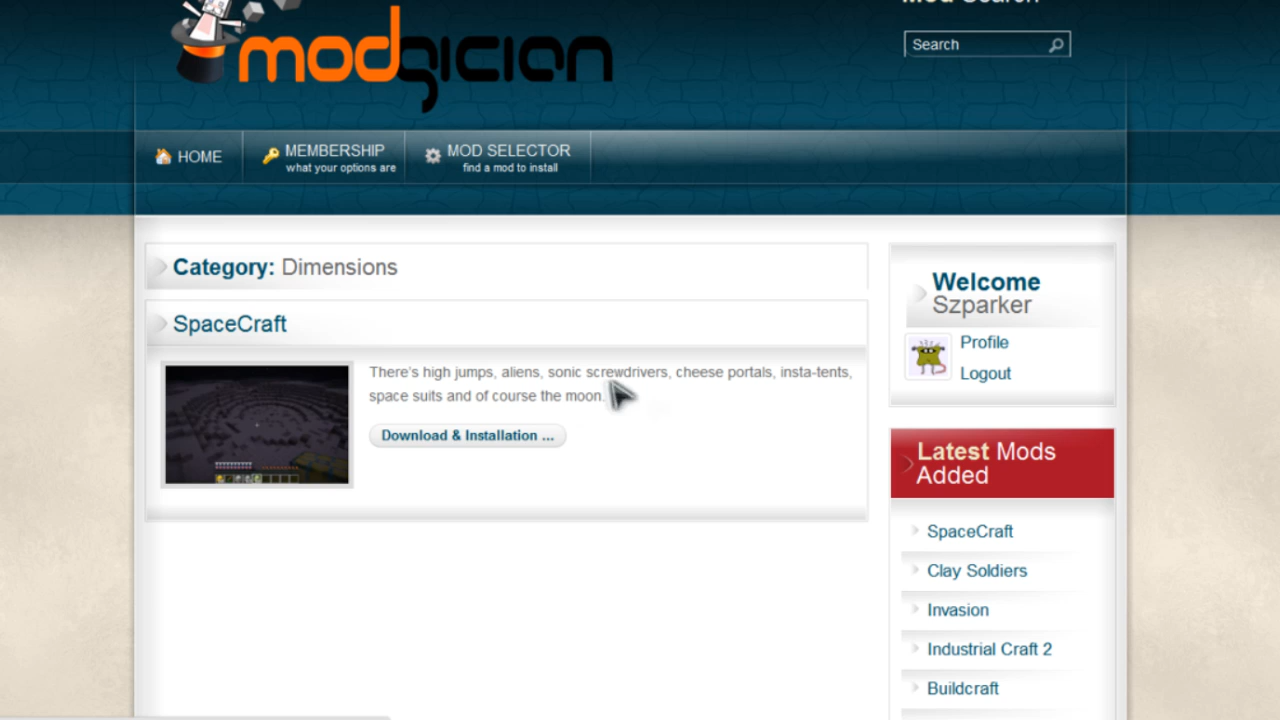 Mod Search
modgician
Search
HOME
MEMBERSHIP
what your options are
MOD SELECTOR
find a mod to install
Category: Dimensions
SpaceCraft
There's high jumps, aliens, sonic screwdrivers, cheese portals, insta-tents,
space suits and of course the moon.
Download & Installation ...
Welcome
Szparker
Profile
Logout
Latest Mods
Added
SpaceCraft
Clay Soldiers
Invasion
Industrial Craft 2
Buildcraft